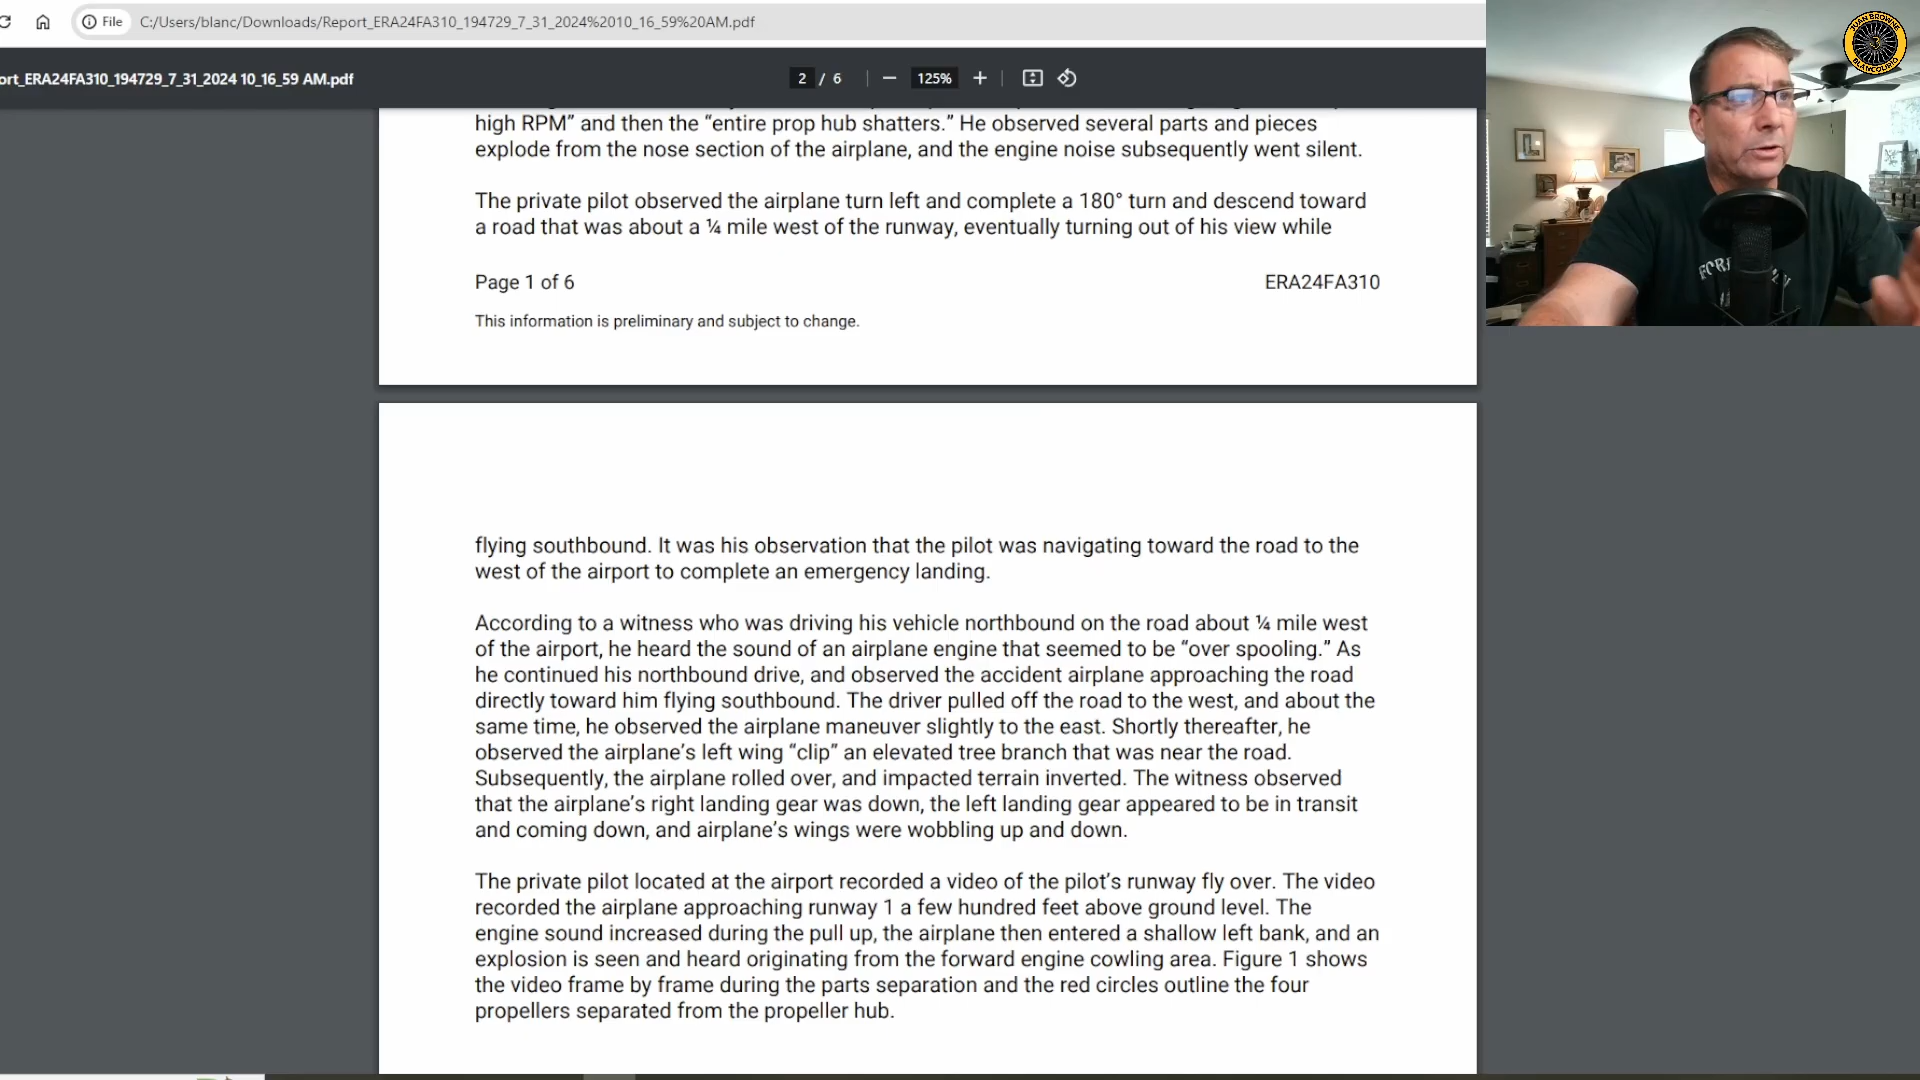 File
C:/Users/blanc/Downloads/Report_ERA24FA310_194729_7_31_2024%2010_16_59%20AM.pdf
ort_ERA24FA310_194729_7_31_2024 10_16_59 AM.pdf
2 / 6
125%
JUAN BROWNE
BLANCOLIRIO
high RPM” and then the “entire prop hub shatters.” He observed several parts and pieces
explode from the nose section of the airplane, and the engine noise subsequently went silent.
The private pilot observed the airplane turn left and complete a 180° turn and descend toward
a road that was about a ¼ mile west of the runway, eventually turning out of his view while
Page 1 of 6
ERA24FA310
This information is preliminary and subject to change.
flying southbound. It was his observation that the pilot was navigating toward the road to the
west of the airport to complete an emergency landing.
According to a witness who was driving his vehicle northbound on the road about ¼ mile west
of the airport, he heard the sound of an airplane engine that seemed to be “over spooling.” As
he continued his northbound drive, and observed the accident airplane approaching the road
directly toward him flying southbound. The driver pulled off the road to the west, and about the
same time, he observed the airplane maneuver slightly to the east. Shortly thereafter, he
observed the airplane’s left wing “clip” an elevated tree branch that was near the road.
Subsequently, the airplane rolled over, and impacted terrain inverted. The witness observed
that the airplane’s right landing gear was down, the left landing gear appeared to be in transit
and coming down, and airplane’s wings were wobbling up and down.
The private pilot located at the airport recorded a video of the pilot’s runway fly over. The video
recorded the airplane approaching runway 1 a few hundred feet above ground level. The
engine sound increased during the pull up, the airplane then entered a shallow left bank, and an
explosion is seen and heard originating from the forward engine cowling area. Figure 1 shows
the video frame by frame during the parts separation and the red circles outline the four
propellers separated from the propeller hub.